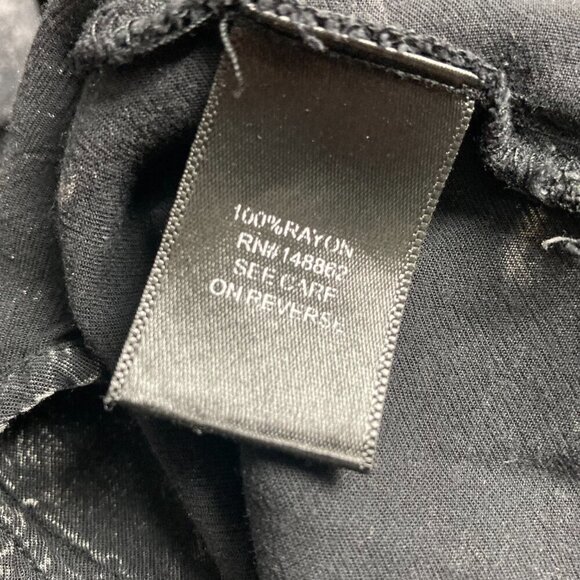 100%RAYON
RN#148862
SEE CARE
ON REVERSE